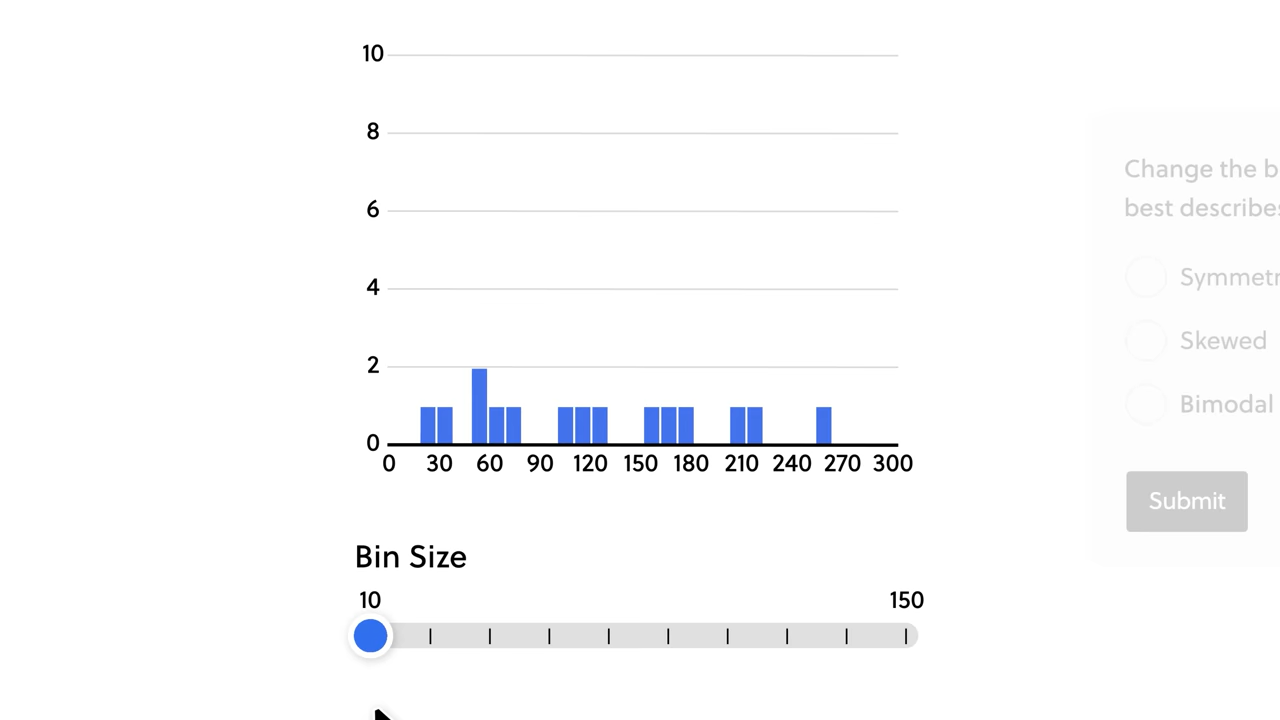 10
8
6
4
2
0
0 30 60 90 120 150 180 210 240 270 300
Bin Size
10 150
Change the b
best describes
Symmetr
Skewed
Bimodal
Submit